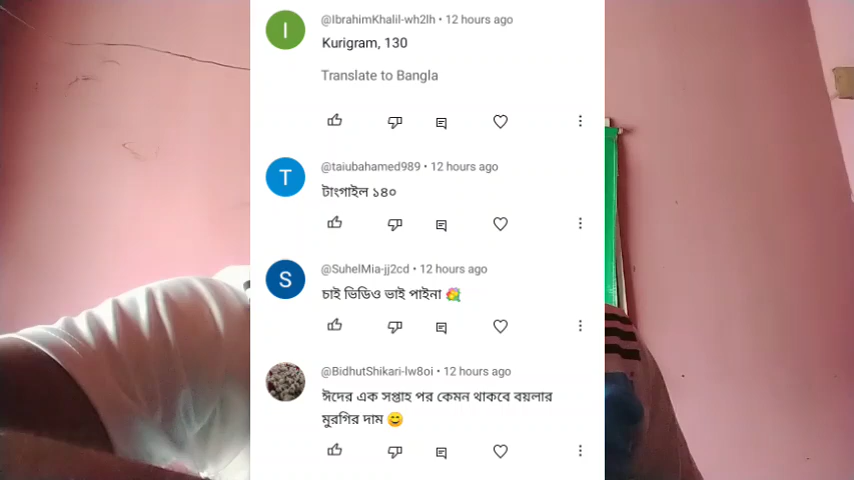 @IbrahimKhalil-wh2lh • 12 hours ago
Kurigram, 130
Translate to Bangla
@taiubahamed989 • 12 hours ago
টাংগাইল ১৪০
@SuhelMia-jj2cd • 12 hours ago
চাই ভিডিও ভাই পাইনা 💐
@BidhutShikari-lw8oi • 12 hours ago
ঈদের এক সপ্তাহ পর কেমন থাকবে বয়লার
মুরগির দাম 😊